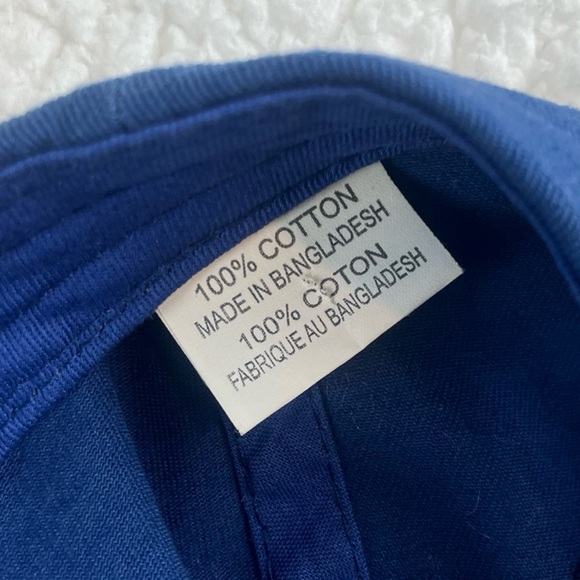 100% COTTON
MADE IN BANGLADESH
100% COTON
FABRIQUE AU BANGLADESH